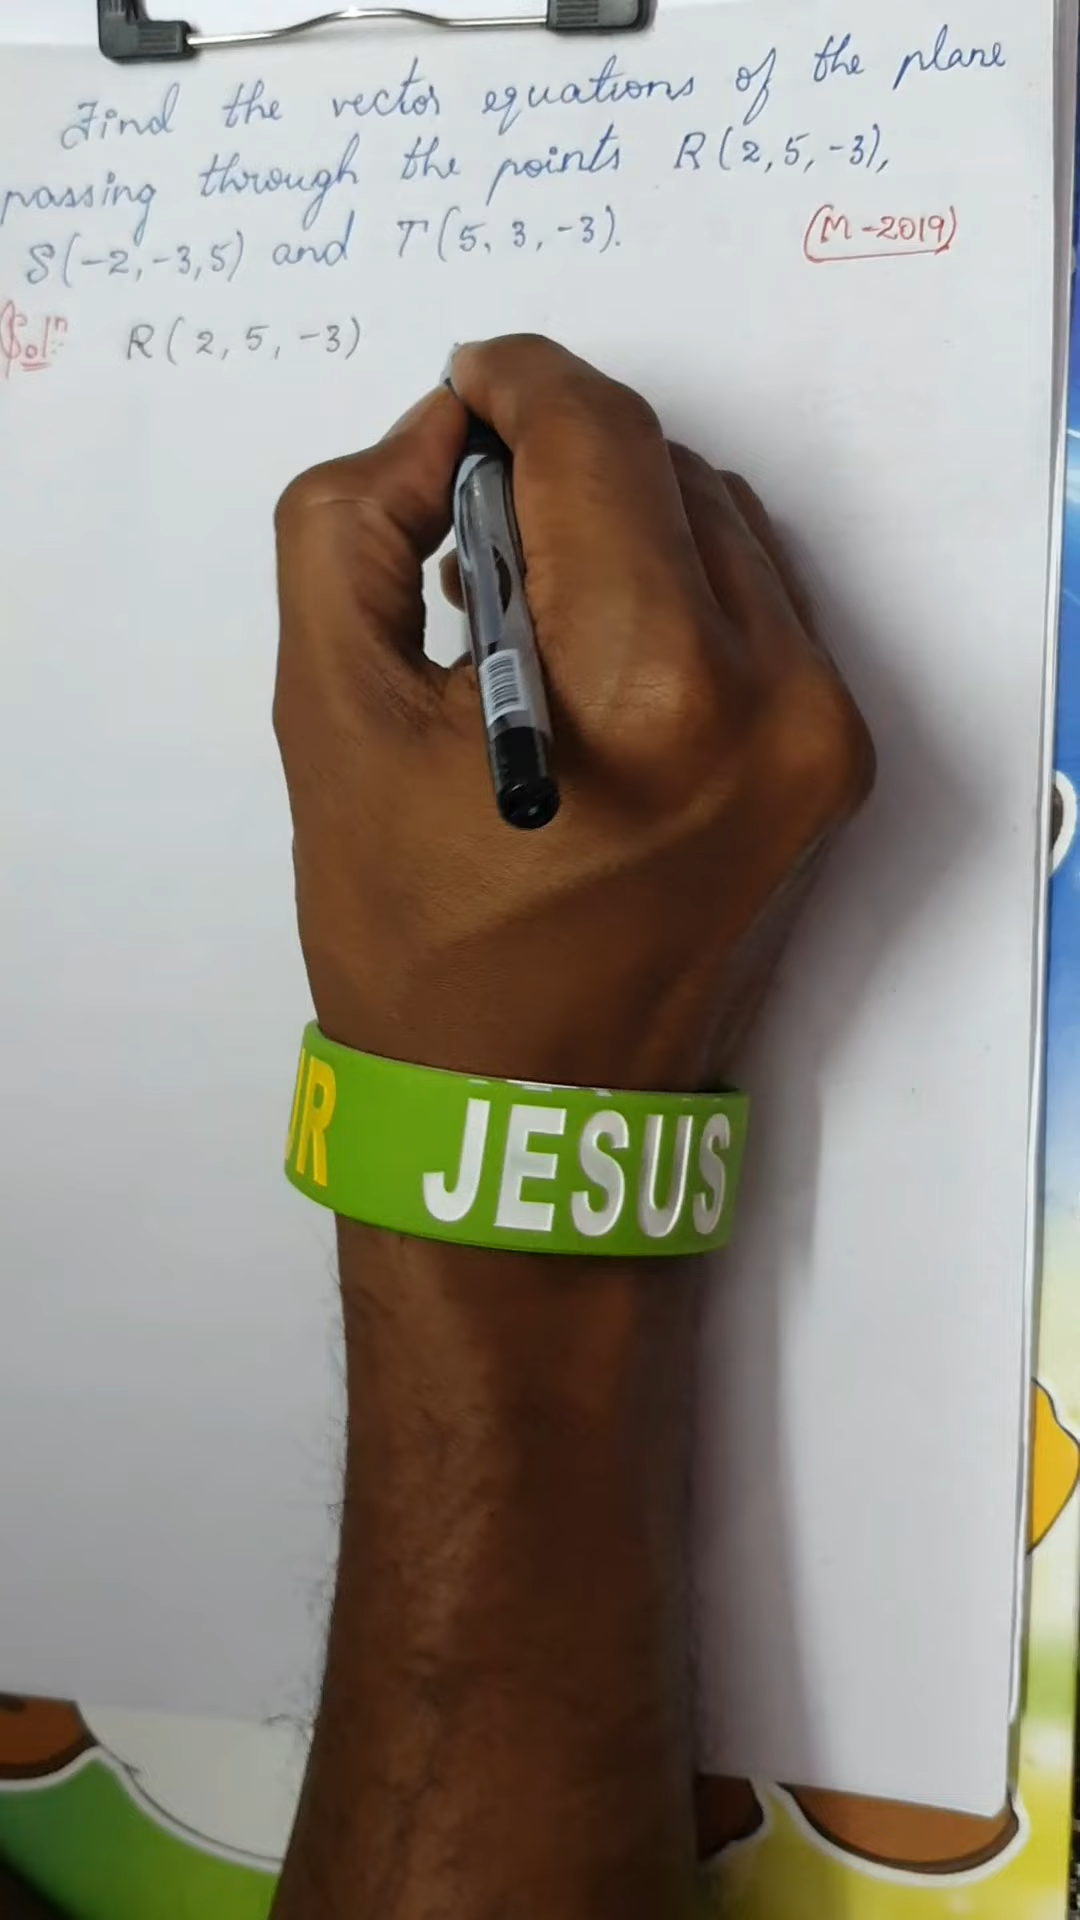 Find the vector equations of the plane
passing through the points R(2,5,-3),
S(-2,-3,5) and T(5,3,-3).
(M-2019)
Solⁿ: R(2,5,-3)
UR JESUS